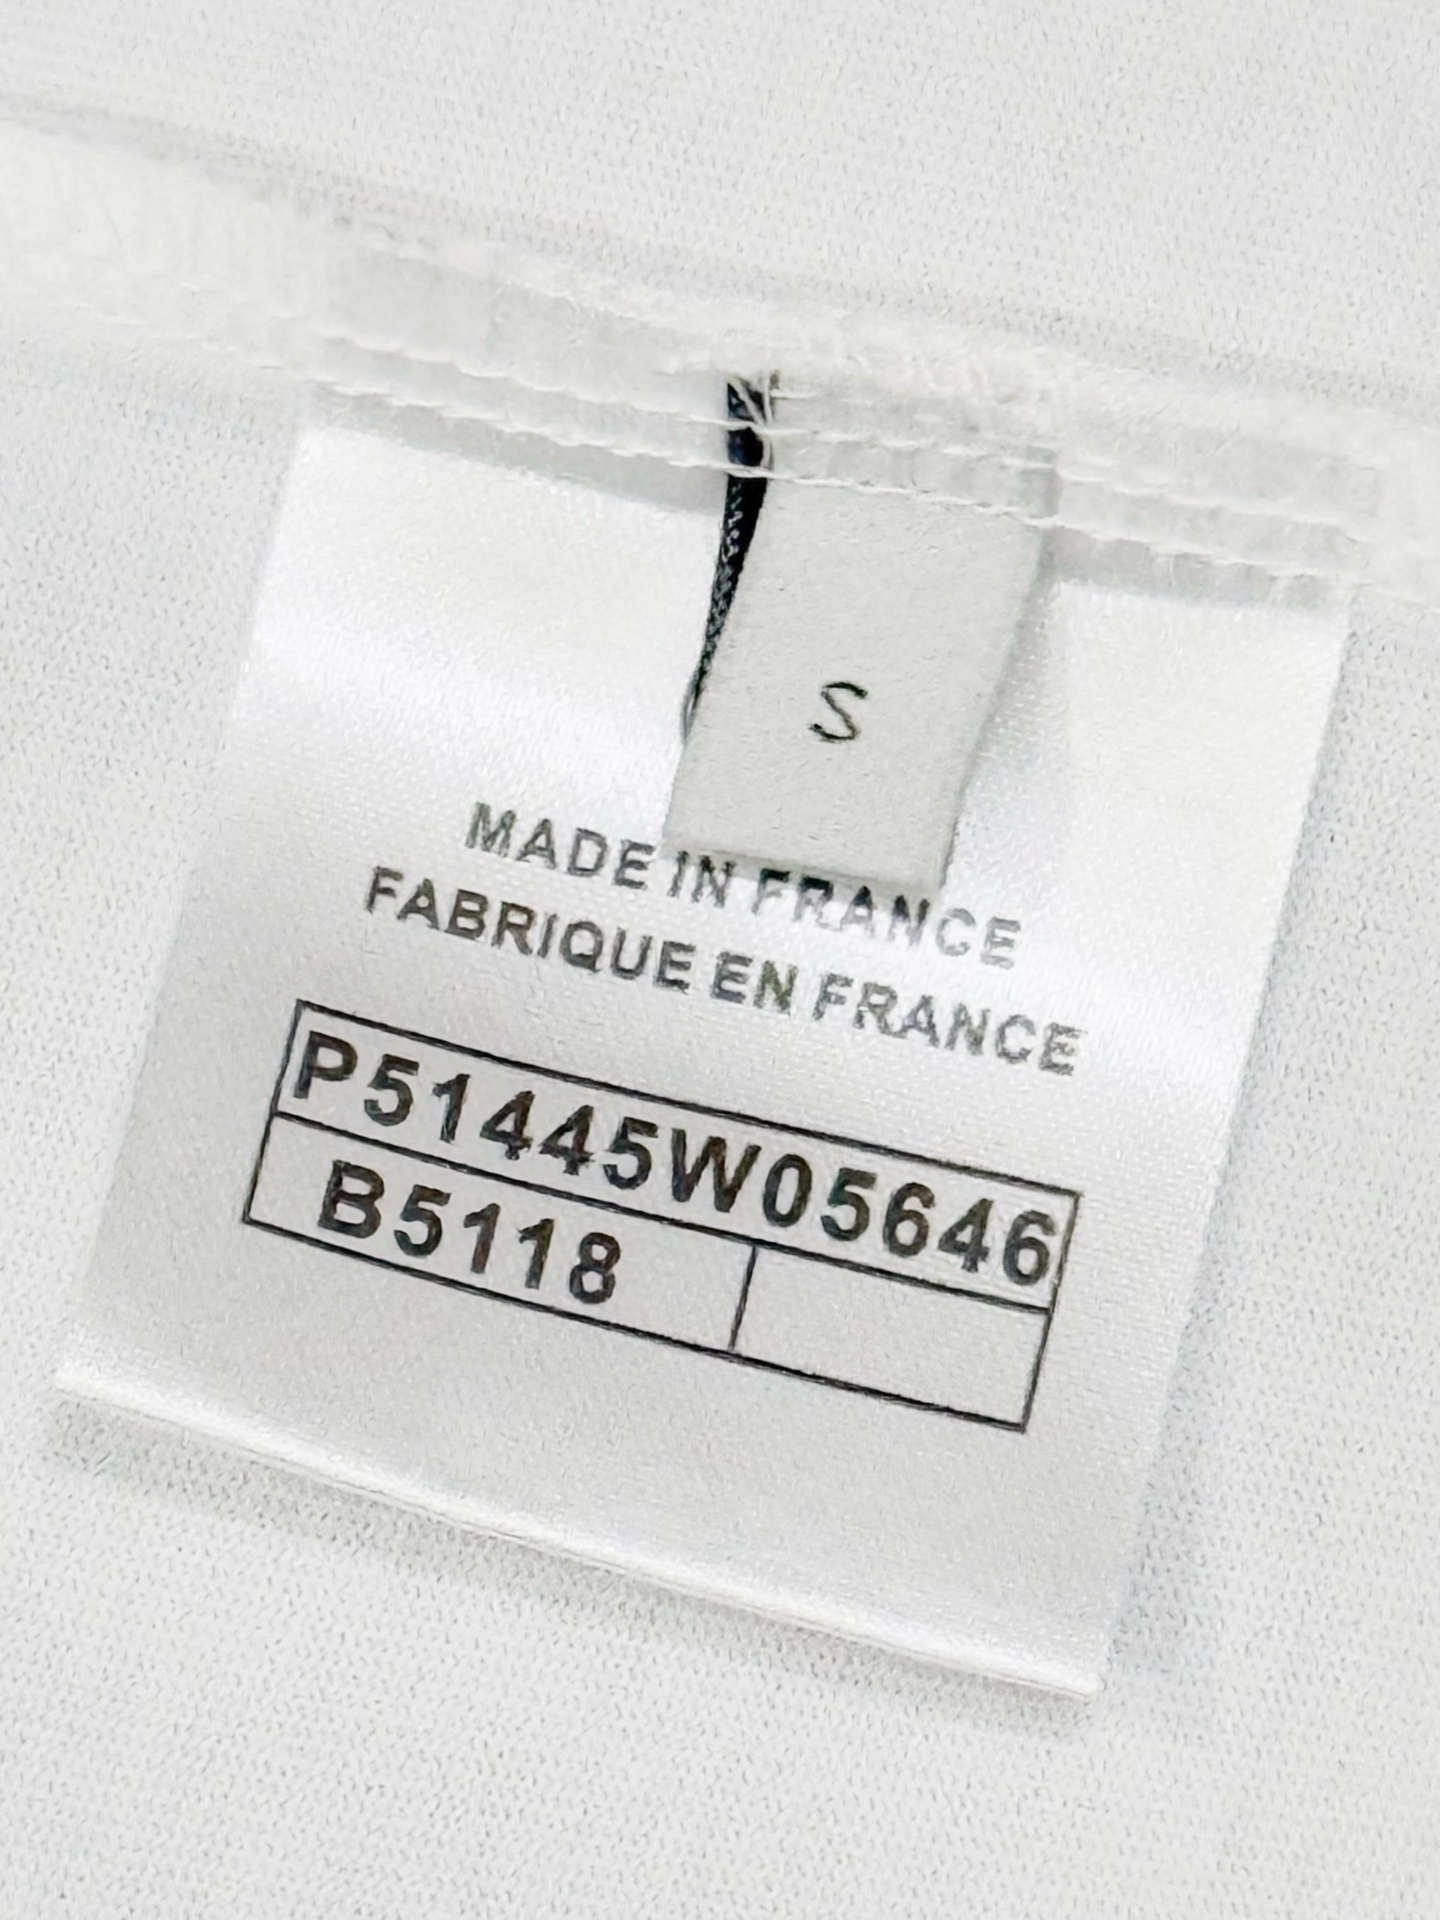 S
MADE IN FRANCE
FABRIQUE EN FRANCE
P51445W05646
B5118